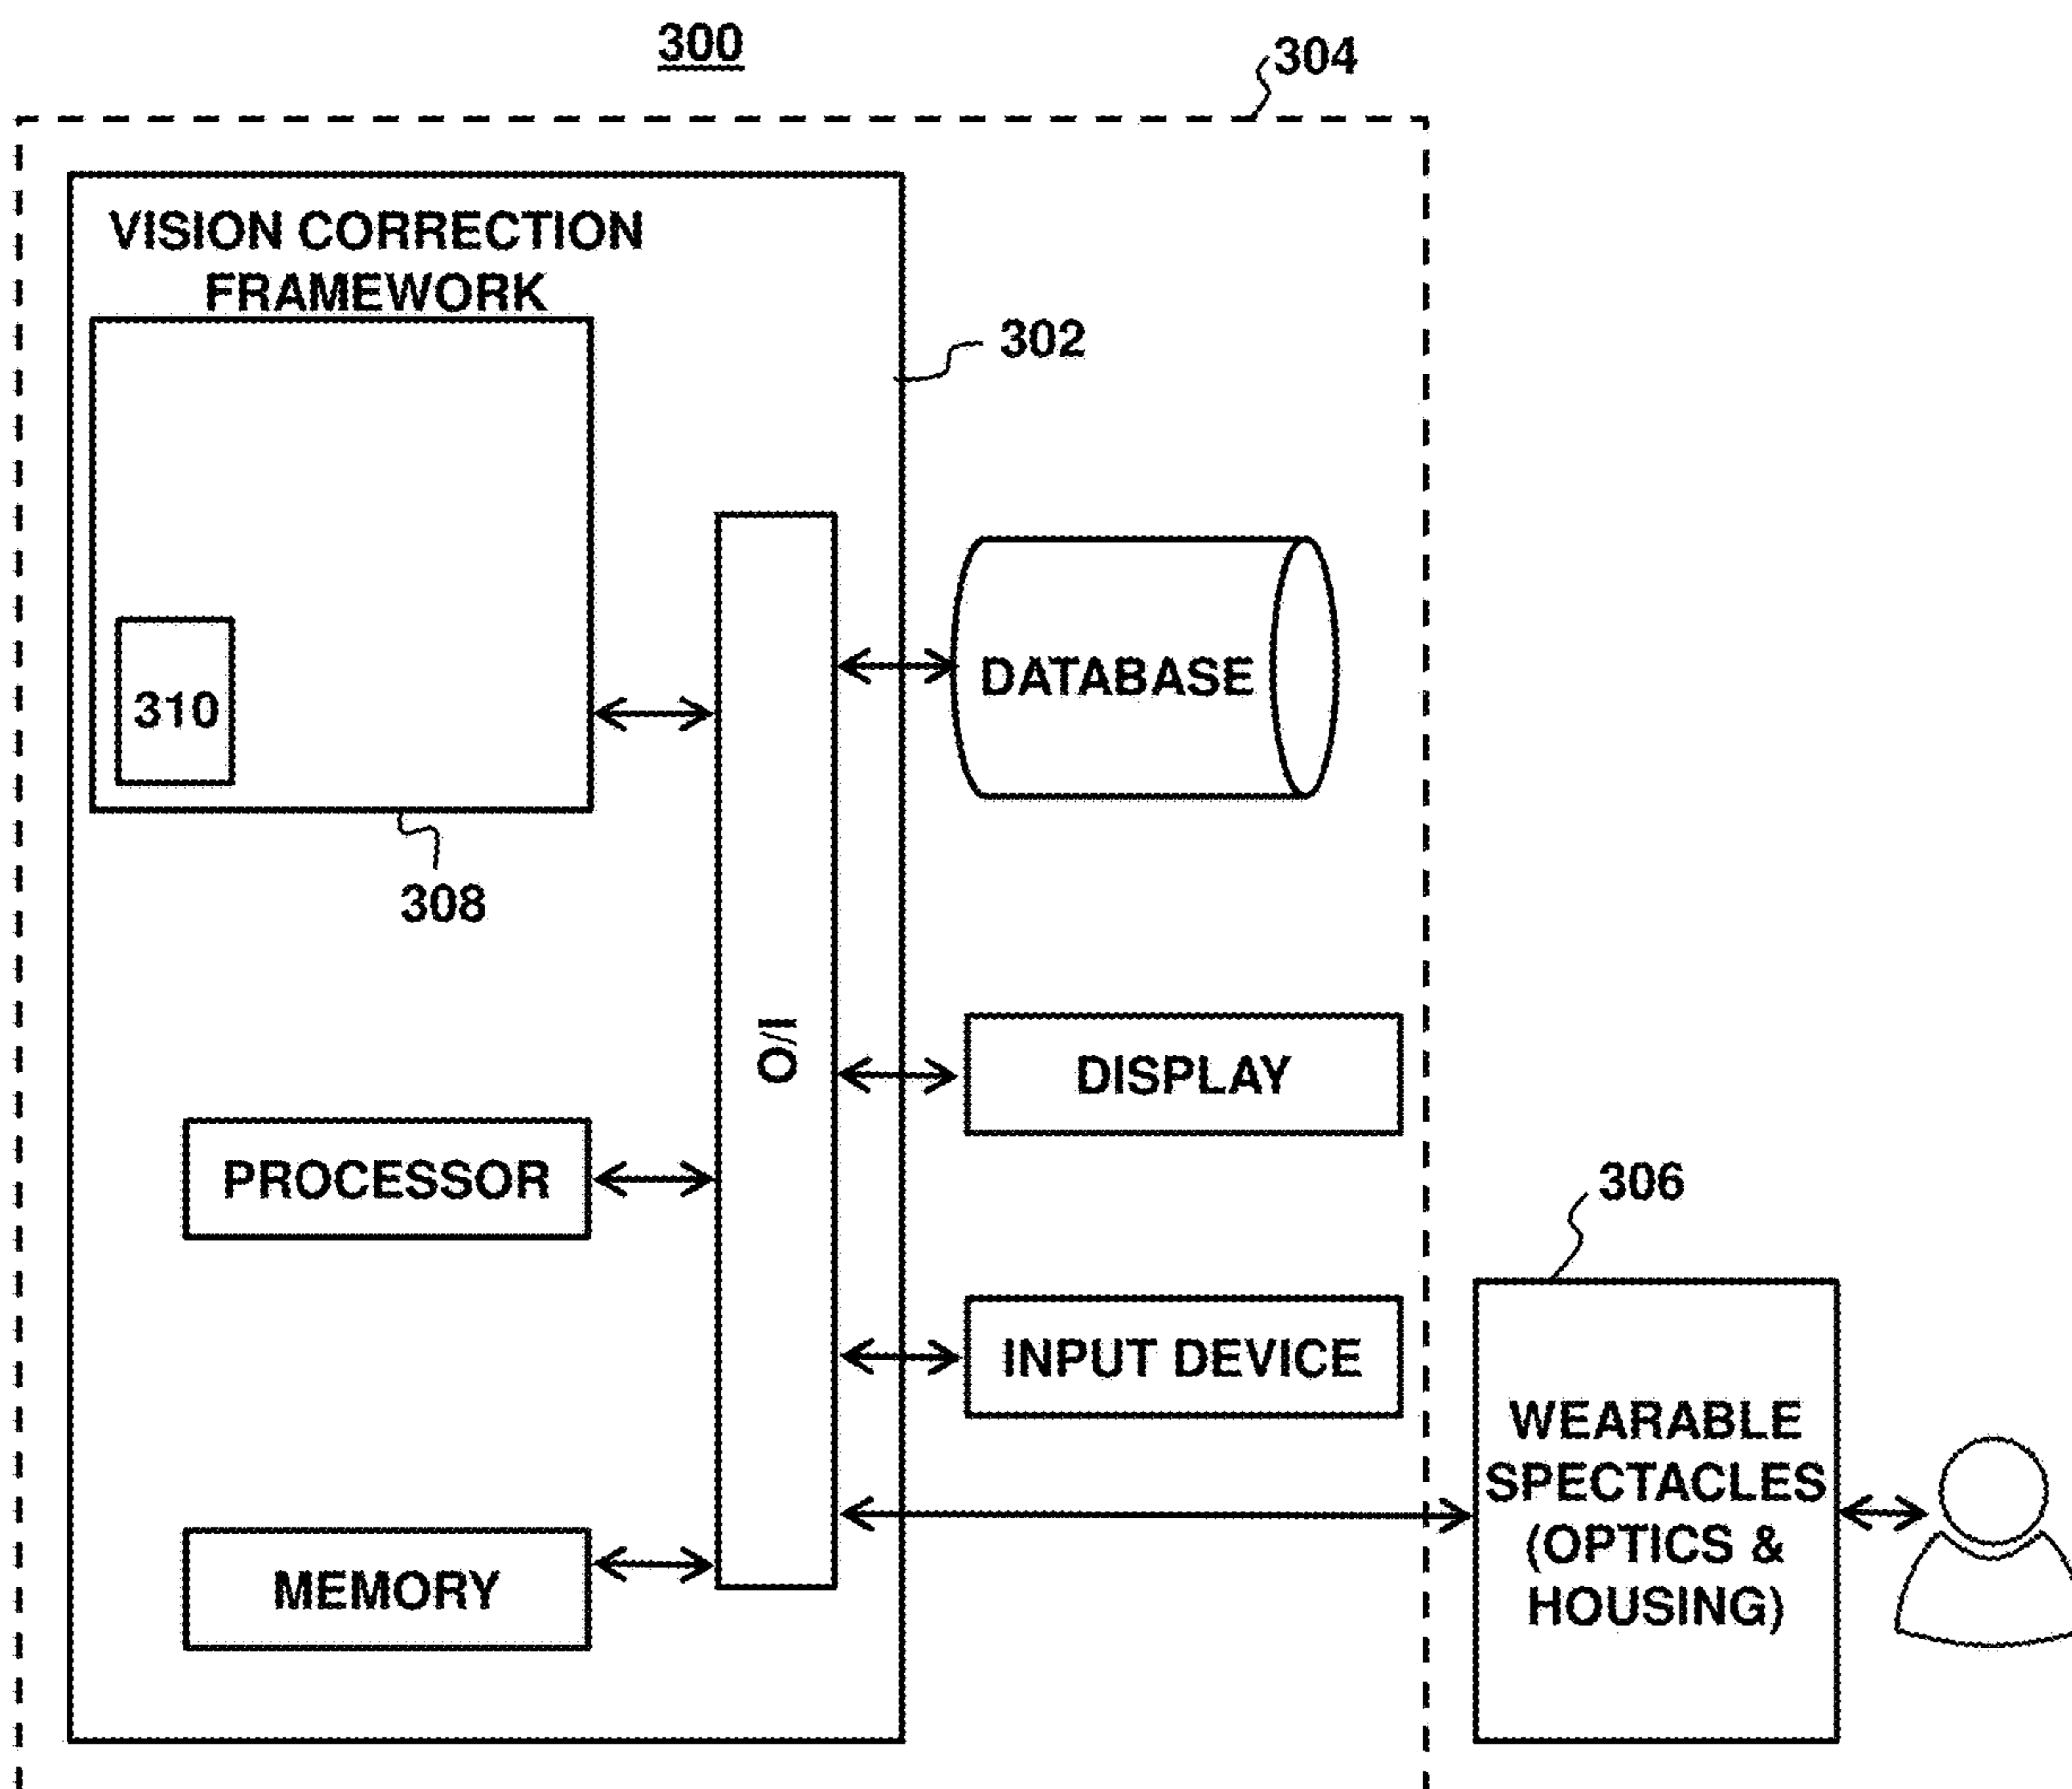 300
304
VISION CORRECTION
FRAMEWORK
302
310
DATABASE
308
I/O
DISPLAY
PROCESSOR
306
INPUT DEVICE
WEARABLE
SPECTACLES
(OPTICS &
HOUSING)
MEMORY